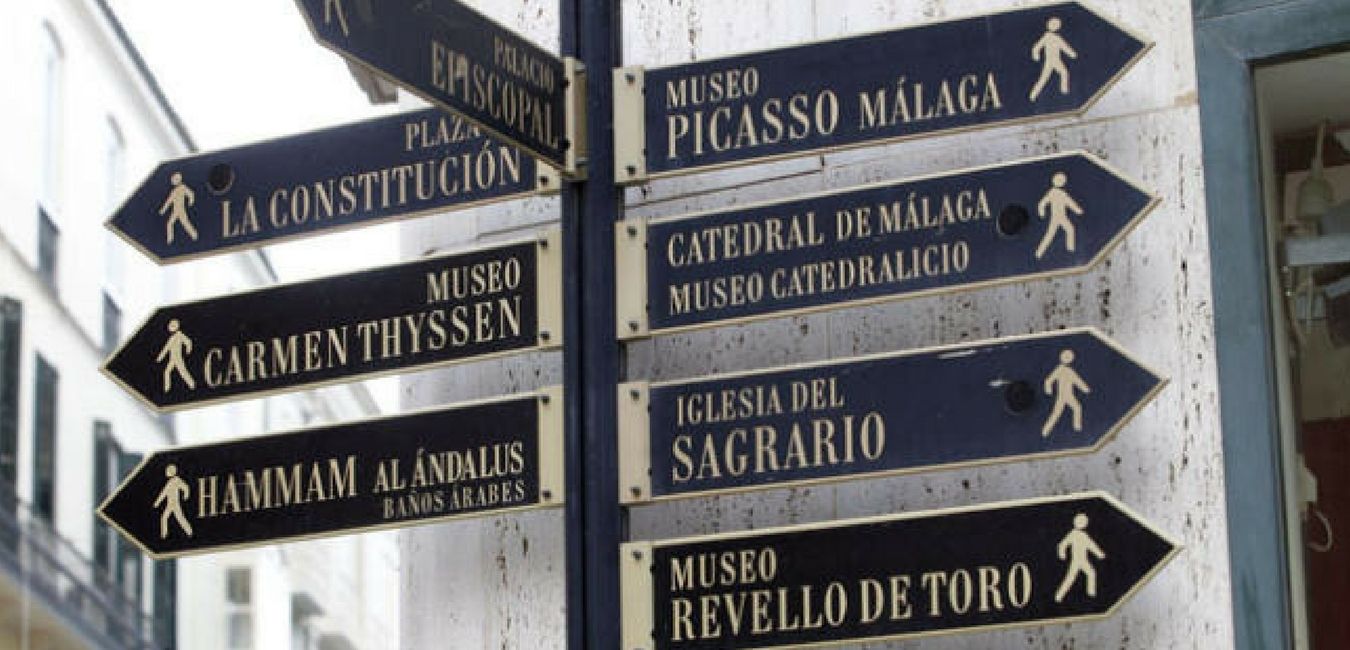 PALACIO
EPISCOPAL
PLAZA
LA CONSTITUCIÓN
MUSEO
CARMEN THYSSEN
HAMMAM AL ÁNDALUS
BAÑOS ÁRABES
MUSEO
PICASSO MÁLAGA
CATEDRAL DE MÁLAGA
MUSEO CATEDRALICIO
IGLESIA DEL
SAGRARIO
MUSEO
REVELLO DE TORO